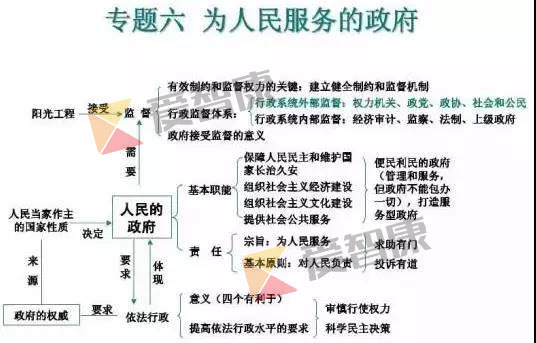 专题六 为人民服务的政府
有效制约和监督权力的关键：建立健全制约和监督机制
阳光工程
接受
监 督
行政监督体系：
行政系统外部监督：权力机关、政党、政协、社会和公民
行政系统内部监督：经济审计、监察、法制、上级政府
政府接受监督的意义
需要
爱智康
人民当家作主
的国家性质
决定
人民的
政府
基本职能
保障人民民主和维护国
家长治久安
组织社会主义经济建设
组织社会主义文化建设
提供社会公共服务
便民利民的政府
（管理和服务，
但政府不能包办
一切），打造服
务型政府
责 任
宗旨：为人民服务
基本原则：对人民负责
求助有门
投诉有道
来源
要求
体现
爱智康
政府的权威
要求
依法行政
意义（四个有利于）
提高依法行政水平的要求
审慎行使权力
科学民主决策